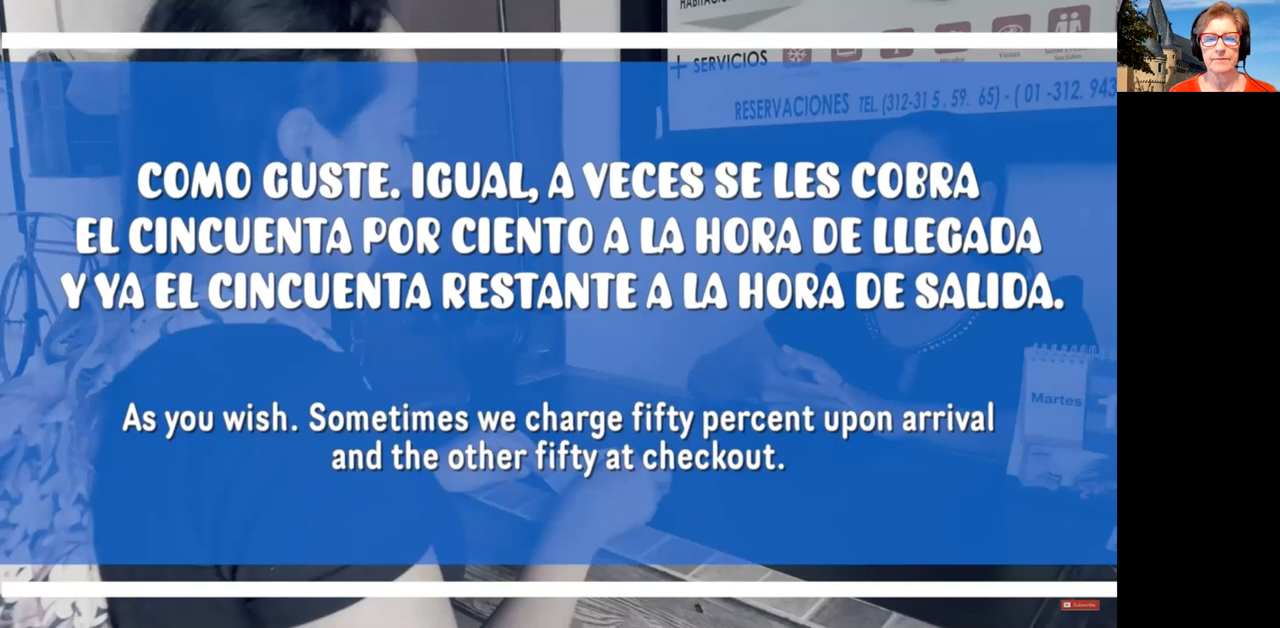 + SERVICIOS
RESERVACIONES TEL. (312-31 5 . 59. 65) - ( 01 -312. 943
COMO GUSTE. IGUAL, A VECES SE LES COBRA
EL CINCUENTA POR CIENTO A LA HORA DE LLEGADA
Y YA EL CINCUENTA RESTANTE A LA HORA DE SALIDA.
Martes
As you wish. Sometimes we charge fifty percent upon arrival
and the other fifty at checkout.
Subscribe